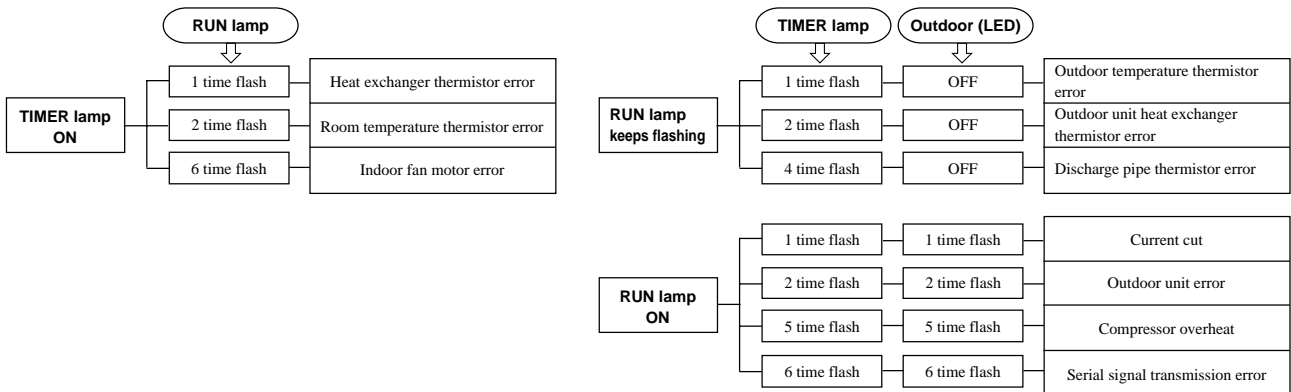 RUN lamp
TIMER lamp
ON
1 time flash
Heat exchanger thermistor error
2 time flash
Room temperature thermistor error
6 time flash
Indoor fan motor error
TIMER lamp
Outdoor (LED)
RUN lamp
keeps flashing
1 time flash
OFF
Outdoor temperature thermistor
error
2 time flash
OFF
Outdoor unit heat exchanger
thermistor error
4 time flash
OFF
Discharge pipe thermistor error
RUN lamp
ON
1 time flash
1 time flash
Current cut
2 time flash
2 time flash
Outdoor unit error
5 time flash
5 time flash
Compressor overheat
6 time flash
6 time flash
Serial signal transmission error